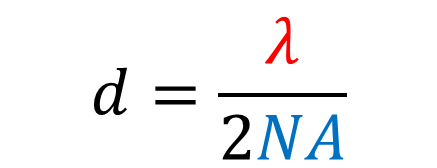 d = λ / 2NA